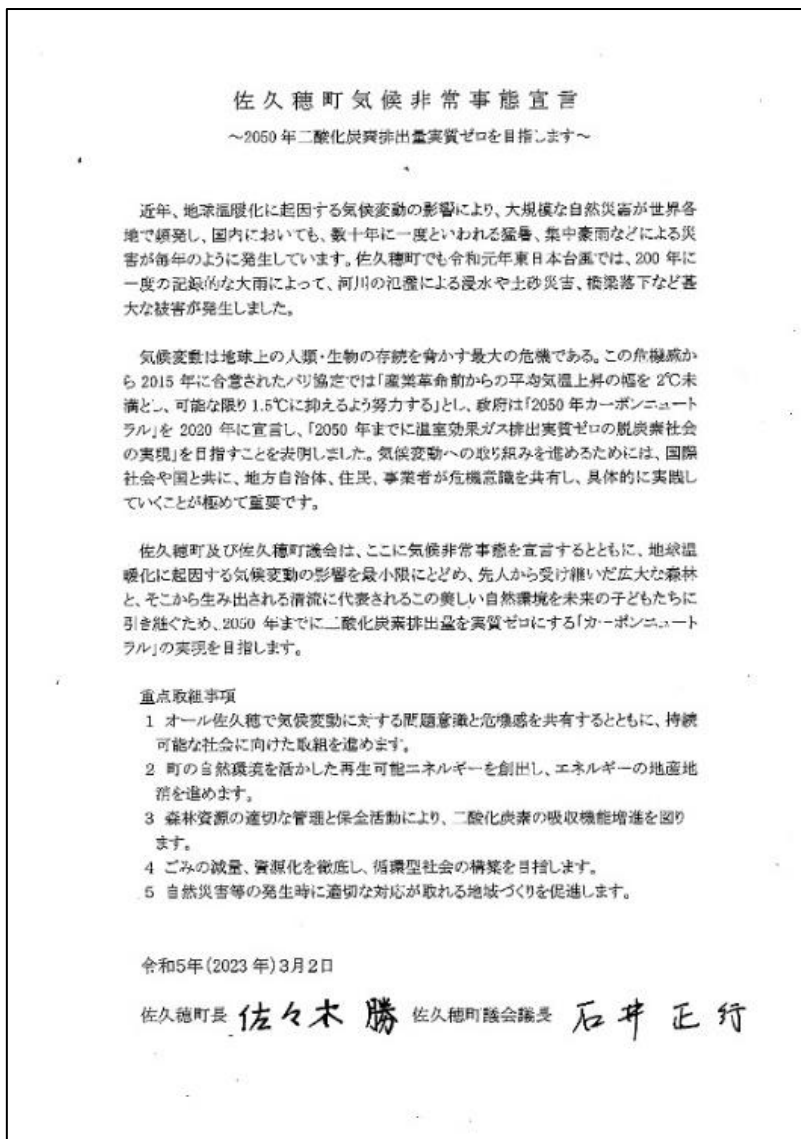 佐久穂町気候非常事態宣言
～2050年二酸化炭素排出量実質ゼロを目指します～
近年、地球温暖化に起因する気候変動の影響により、大規模な自然災害が世界各
地で頻発し、国内においても、数十年に一度といわれる猛暑、集中豪雨などによる災
害が毎年のように発生しています。佐久穂町でも令和元年東日本台風では、200年に
一度の記録的な大雨によって、河川の氾濫による浸水や土砂災害、橋梁落下など甚
大な被害が発生しました。
気候変動は地球上の人類・生物の存続を脅かす最大の危機である。この危機感か
ら2015年に合意されたパリ協定では「産業革命前からの平均気温上昇の幅を2℃未
満とし、可能な限り1.5℃に抑えるよう努力する」とし、政府は「2050年カーボンニュート
ラル」を2020年に宣言し、「2050年までに温室効果ガス排出実質ゼロの脱炭素社会
の実現」を目指すことを表明しました。気候変動への取り組みを進めるためには、国際
社会や国と共に、地方自治体、住民、事業者が危機意識を共有し、具体的に実践し
ていくことが極めて重要です。
佐久穂町及び佐久穂町議会は、ここに気候非常事態を宣言するとともに、地球温
暖化に起因する気候変動の影響を最小限にとどめ、先人から受け継いだ広大な森林
と、そこから生み出される清流に代表されるこの美しい自然環境を未来の子どもたちに
引き継ぐため、2050年までに二酸化炭素排出量を実質ゼロにする「カーボンニュート
ラル」の実現を目指します。
重点取組事項
1 オール佐久穂で気候変動に対する問題意識と危機感を共有するとともに、持続
可能な社会に向けた取組を進めます。
2 町の自然環境を活かした再生可能エネルギーを創出し、エネルギーの地産地
消を進めます。
3 森林資源の適切な管理と保全活動により、二酸化炭素の吸収機能増進を図り
ます。
4 ごみの減量、資源化を徹底し、循環型社会の構築を目指します。
5 自然災害等の発生時に適切な対応が取れる地域づくりを促進します。
令和5年(2023年)3月2日
佐久穂町長 佐々木 勝 佐久穂町議会議長 石井 正行